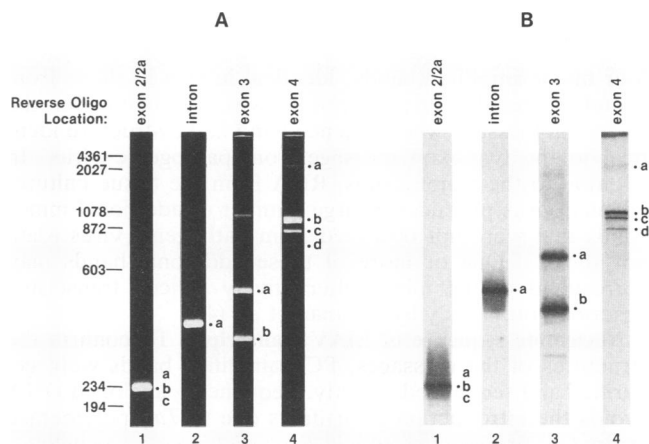 A
B
Reverse Oligo
Location:
exon 2/2a
intron
exon 3
exon 4
exon 2/2a
intron
exon 3
exon 4
4361
2027
1078
872
603
234
194
a
b
c
a
a
b
a
b
c
d
a
b
c
a
a
b
a
b
c
d
1 2 3 4
1 2 3 4